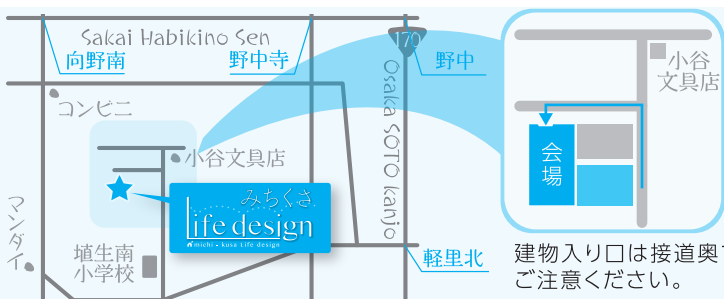 Sakai Habikino Sen
向野南
野中寺
170
野中
コンビニ
小谷文具店
Osaka SOTO kanjo
マンダイ
みちくさ
Life design
michi - kusa Life design
埴生南
小学校
軽里北
小谷
文具店
会場
建物入り口は接道奥
ご注意ください。